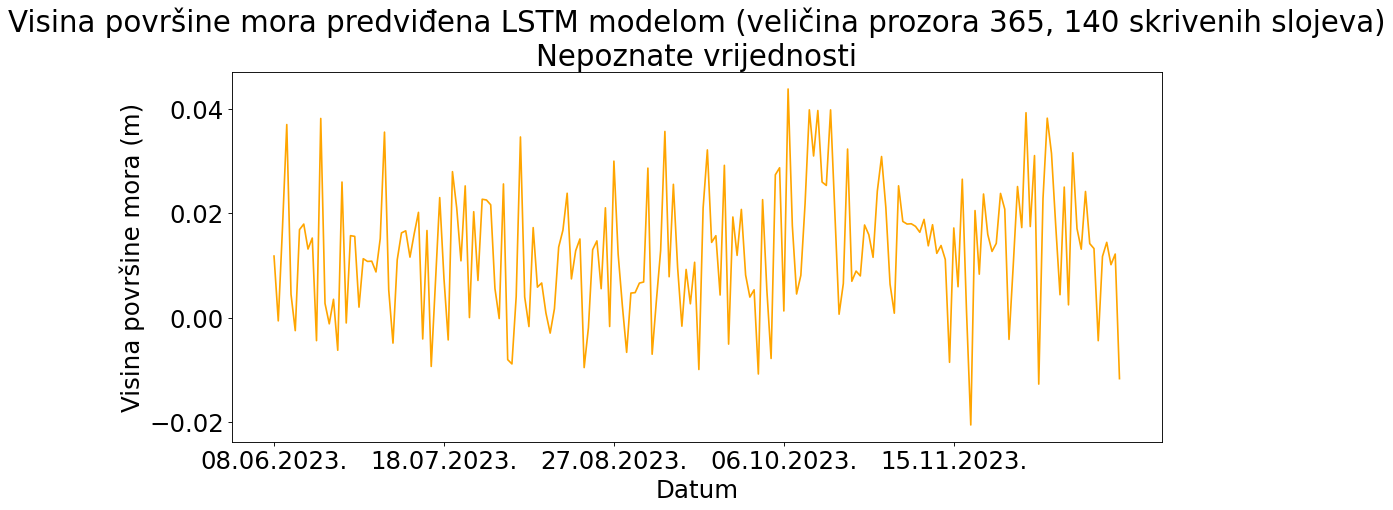 Visina površine mora predviđena LSTM modelom (veličina prozora 365, 140 skrivenih slojeva)
Nepoznate vrijednosti
Visina površine mora (m)
0.04
0.02
0.00
−0.02
08.06.2023. 18.07.2023. 27.08.2023. 06.10.2023. 15.11.2023.
Datum